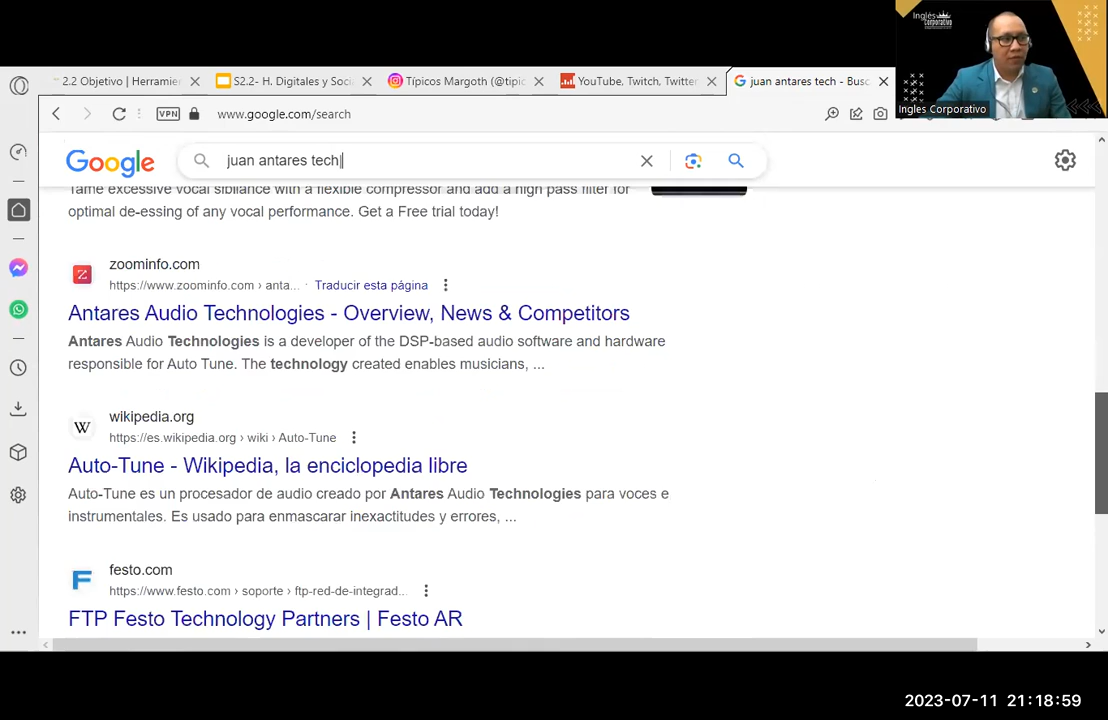 Inglés
Corporativo
Ingles Corporativo
2.2 Objetivo | Herramie
S2.2- H. Digitales y Soci
Típicos Margoth (@tipic
YouTube, Twitch, Twitter
juan antares tech - Busc
VPN
www.google.com/search
Google
juan antares tech
Tame excessive vocal sibilance with a flexible compressor and add a high pass filter for
optimal de-essing of any vocal performance. Get a Free trial today!
zoominfo.com
https://www.zoominfo.com › anta... · Traducir esta página
Antares Audio Technologies - Overview, News & Competitors
Antares Audio Technologies is a developer of the DSP-based audio software and hardware
responsible for Auto Tune. The technology created enables musicians, ...
W
wikipedia.org
https://es.wikipedia.org › wiki › Auto-Tune
Auto-Tune - Wikipedia, la enciclopedia libre
Auto-Tune es un procesador de audio creado por Antares Audio Technologies para voces e
instrumentales. Es usado para enmascarar inexactitudes y errores, ...
festo.com
https://www.festo.com › soporte › ftp-red-de-integrad...
FTP Festo Technology Partners | Festo AR
2023-07-11 21:18:59